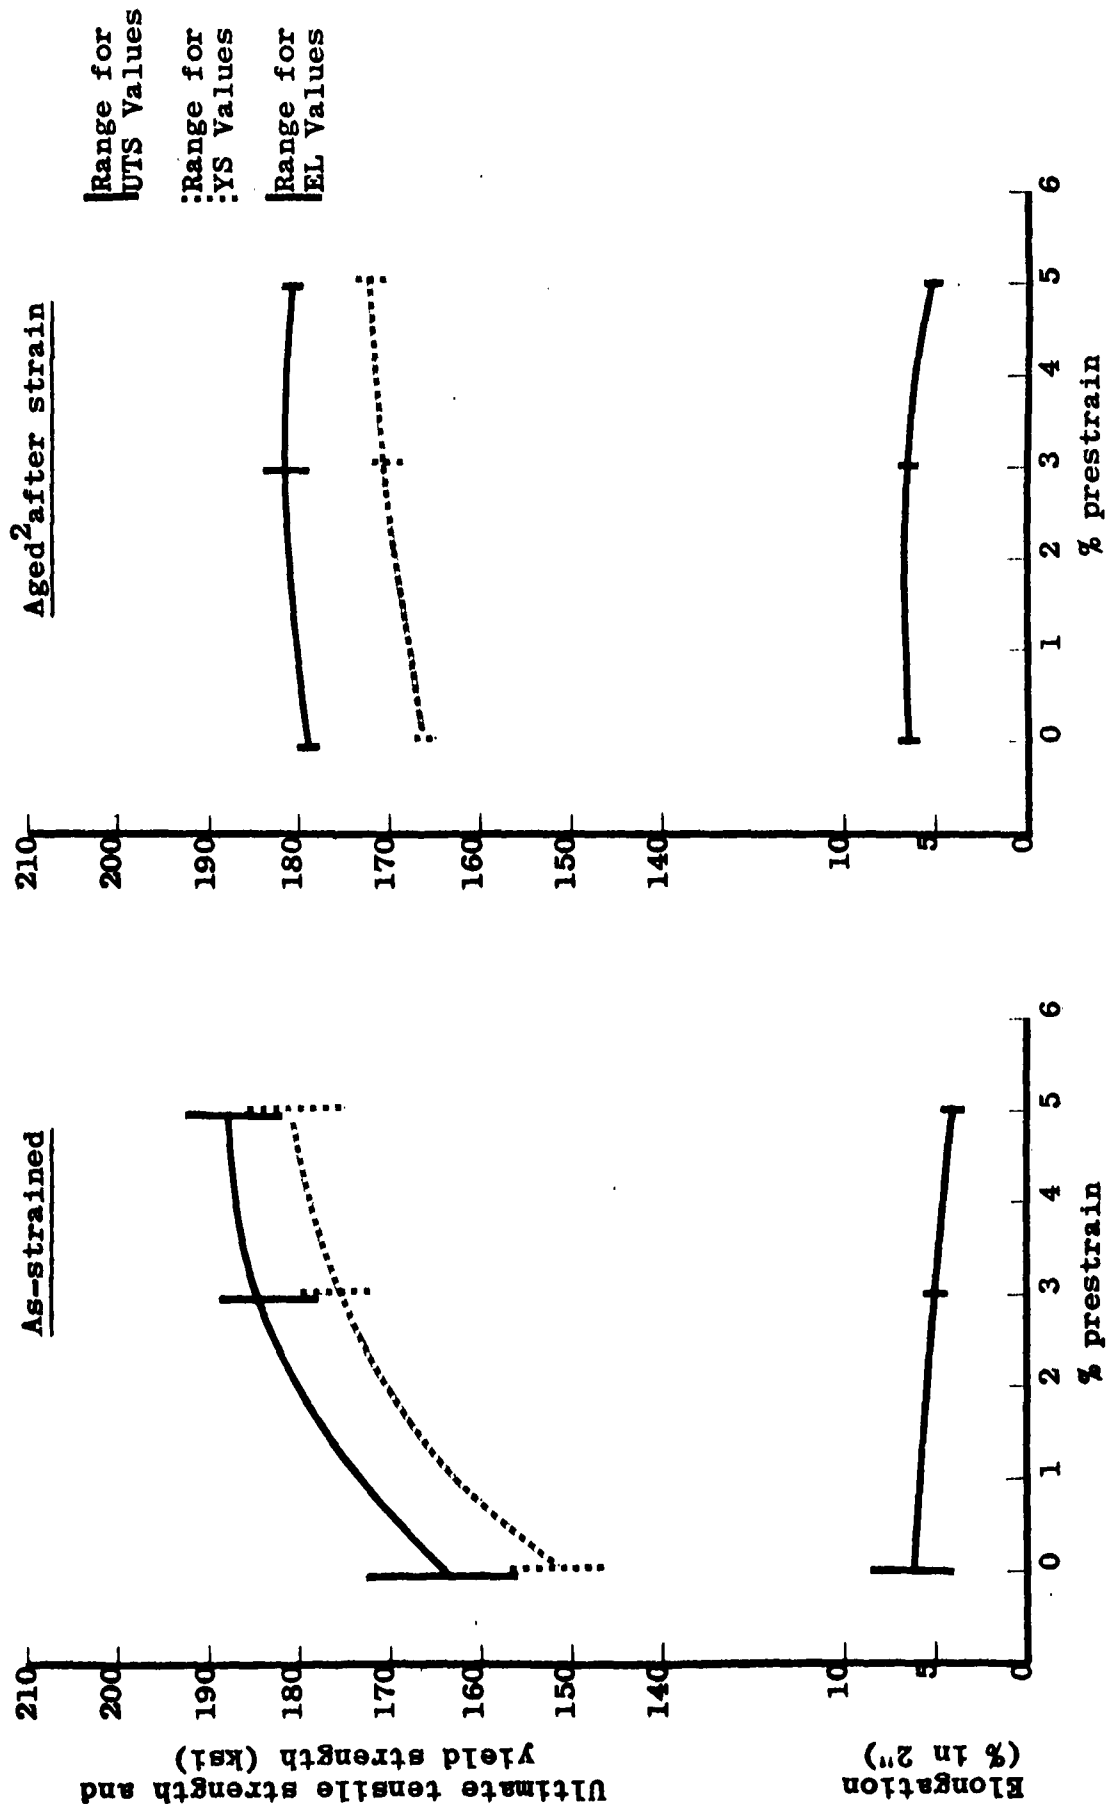 As-strained
Ultimate tensile strength and
yield strength (ksi)
210
200
190
180
170
160
150
140
Elongation
(% in 2")
10
5
0
0 1 2 3 4 5 6
% prestrain
Aged2 after strain
210
200
190
180
170
160
150
140
10
5
0
0 1 2 3 4 5 6
% prestrain
Range for
UTS Values
Range for
YS Values
Range for
EL Values